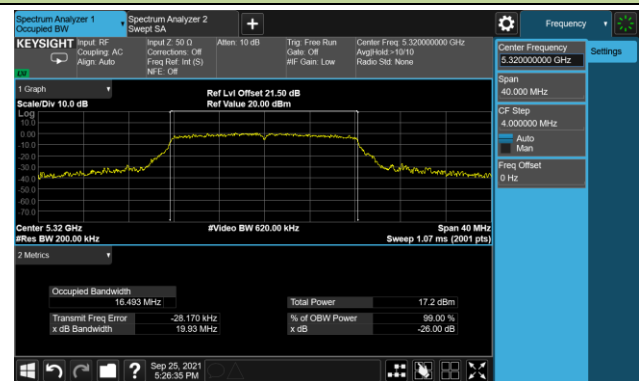 Spectrum Analyzer 1
Occupied BW
Spectrum Analyzer 2
Swept SA
Frequency
KEYSIGHT
Input: RF
Coupling: AC
Align: Auto
Input Z: 50 Ω
Corrections: Off
Freq Ref: Int (S)
NFE: Off
Atten: 10 dB
Trig: Free Run
Gate: Off
#IF Gain: Low
Center Freq: 5.320000000 GHz
Avg|Hold:>10/10
Radio Std: None
Center Frequency
5.320000000 GHz
Settings
Span
40.000 MHz
CF Step
4.000000 MHz
Auto
Man
Freq Offset
0 Hz
1 Graph
Scale/Div 10.0 dB
Ref Lvl Offset 21.50 dB
Ref Value 20.00 dBm
Log
10.0
0.00
-10.0
-20.0
-30.0
-40.0
-50.0
-60.0
-70.0
Center 5.32 GHz
#Res BW 200.00 kHz
#Video BW 620.00 kHz
Span 40 MHz
Sweep 1.07 ms (2001 pts)
2 Metrics
Occupied Bandwidth
16.493 MHz
Total Power 17.2 dBm
Transmit Freq Error -28.170 kHz
% of OBW Power 99.00 %
x dB Bandwidth 19.93 MHz
x dB -26.00 dB
?
Sep 25, 2021
5:26:35 PM